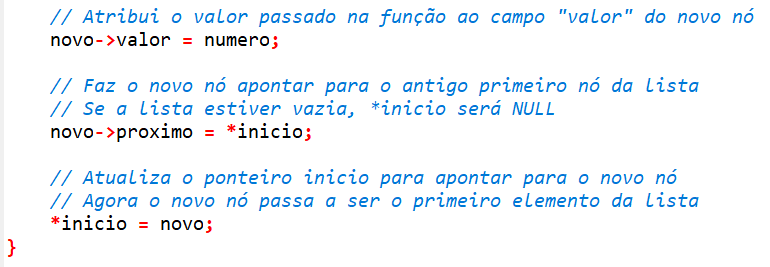 // Atribui o valor passado na função ao campo "valor" do novo nó
novo->valor = numero;
// Faz o novo nó apontar para o antigo primeiro nó da lista
// Se a lista estiver vazia, *inicio será NULL
novo->proximo = *inicio;
// Atualiza o ponteiro inicio para apontar para o novo nó
// Agora o novo nó passa a ser o primeiro elemento da lista
*inicio = novo;
}